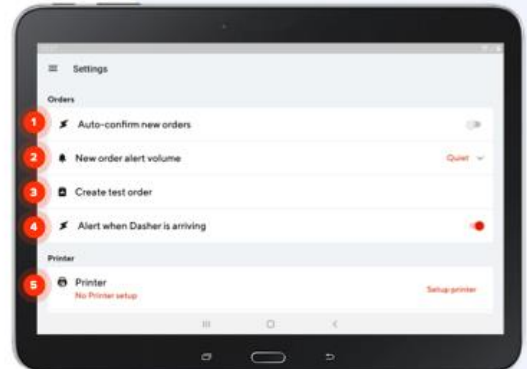 Settings
Orders
1 Auto-confirm new orders
2 New order alert volume Quiet
3 Create test order
4 Alert when Dasher is arriving
Printer
5 Printer
No Printer setup Setup printer